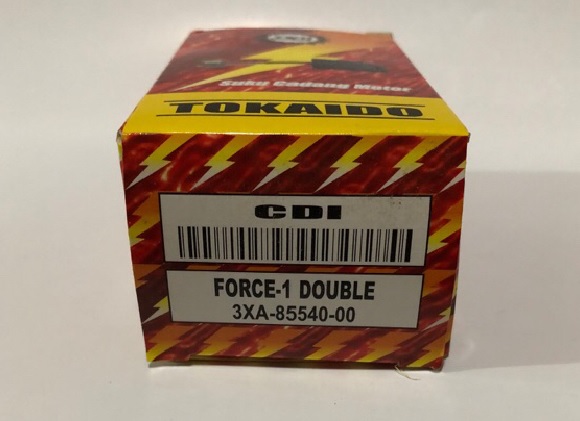 Suku Cadang Motor
TOKAIDO
CDI
FORCE-1 DOUBLE
3XA-85540-00